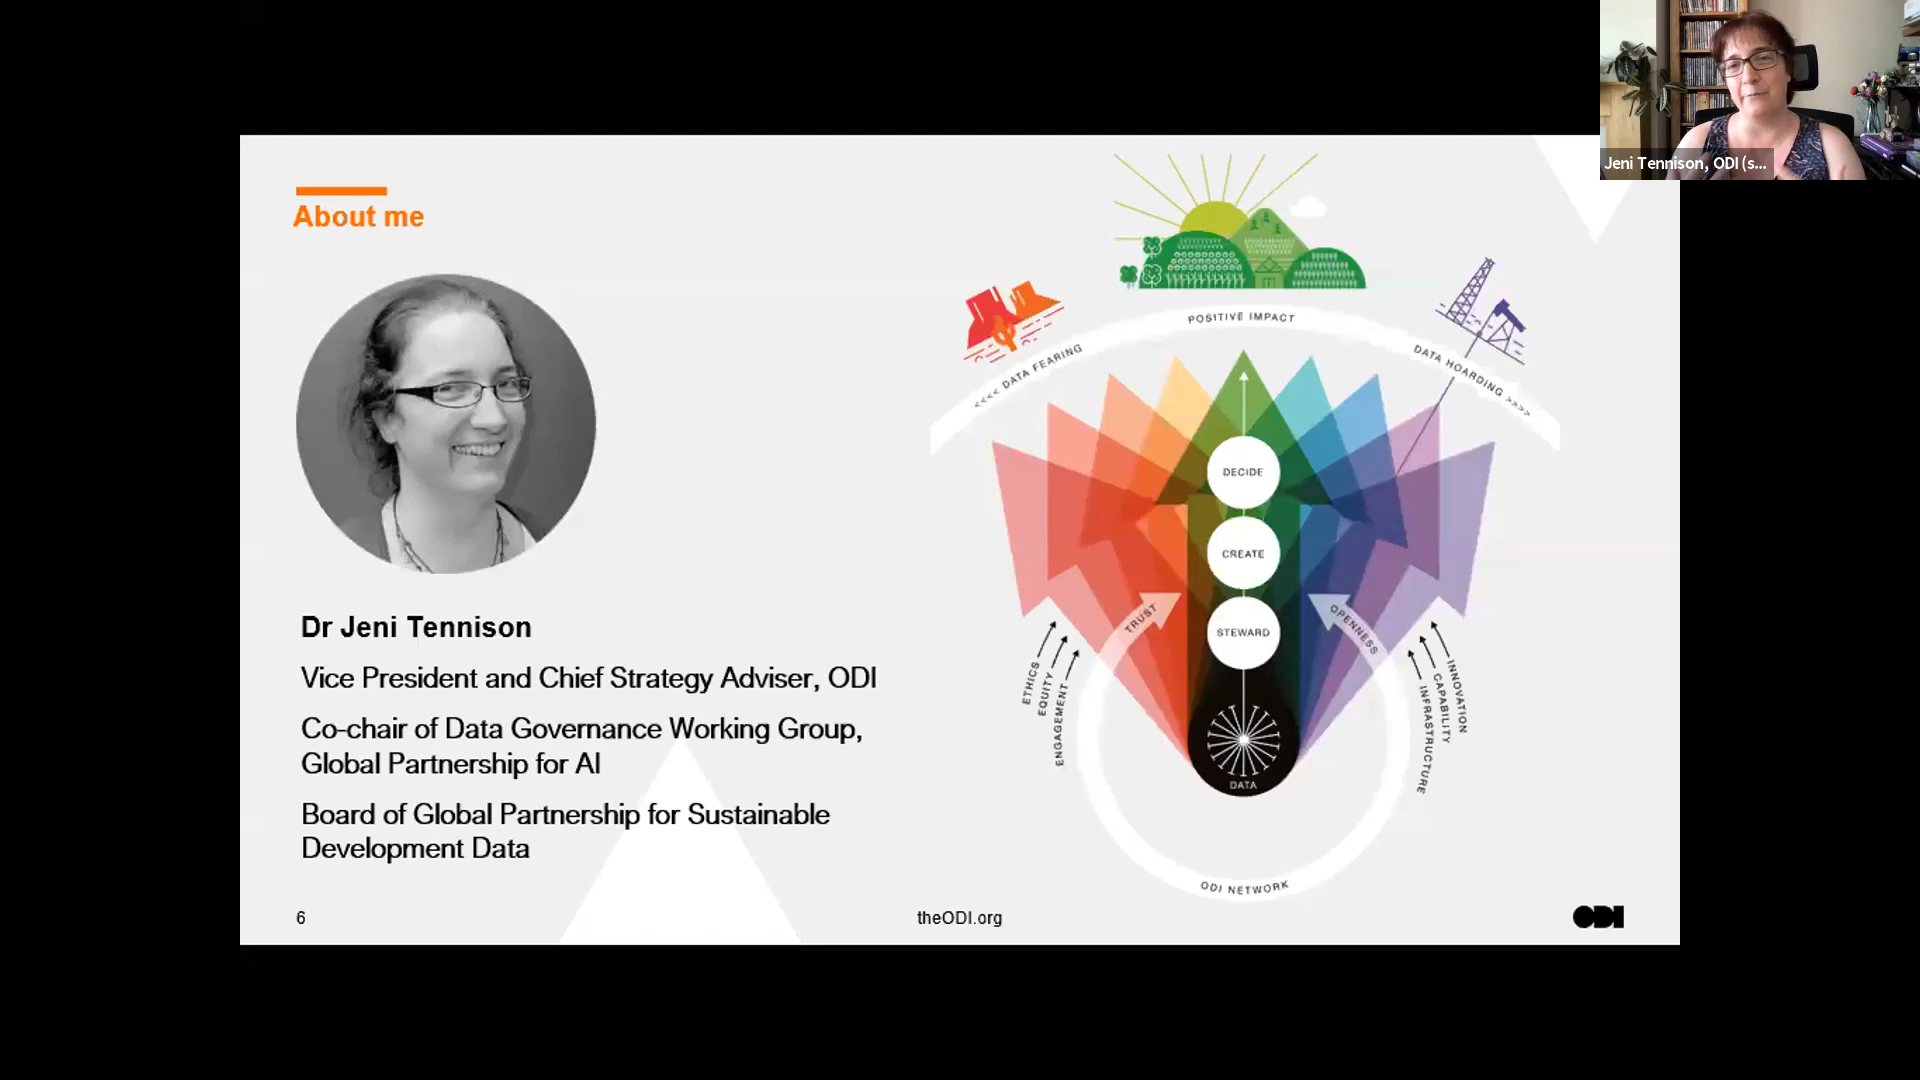 Jeni Tennison, ODI (s...
About me
Dr Jeni Tennison
Vice President and Chief Strategy Adviser, ODI
Co-chair of Data Governance Working Group,
Global Partnership for AI
Board of Global Partnership for Sustainable
Development Data
POSITIVE IMPACT
<<<< DATA FEARING
DATA HOARDING >>>>
DECIDE
CREATE
STEWARD
TRUST
OPENNESS
ETHICS
EQUITY
ENGAGEMENT
INNOVATION
CAPABILITY
INFRASTRUCTURE
DATA
ODI NETWORK
6
theODI.org
ODI